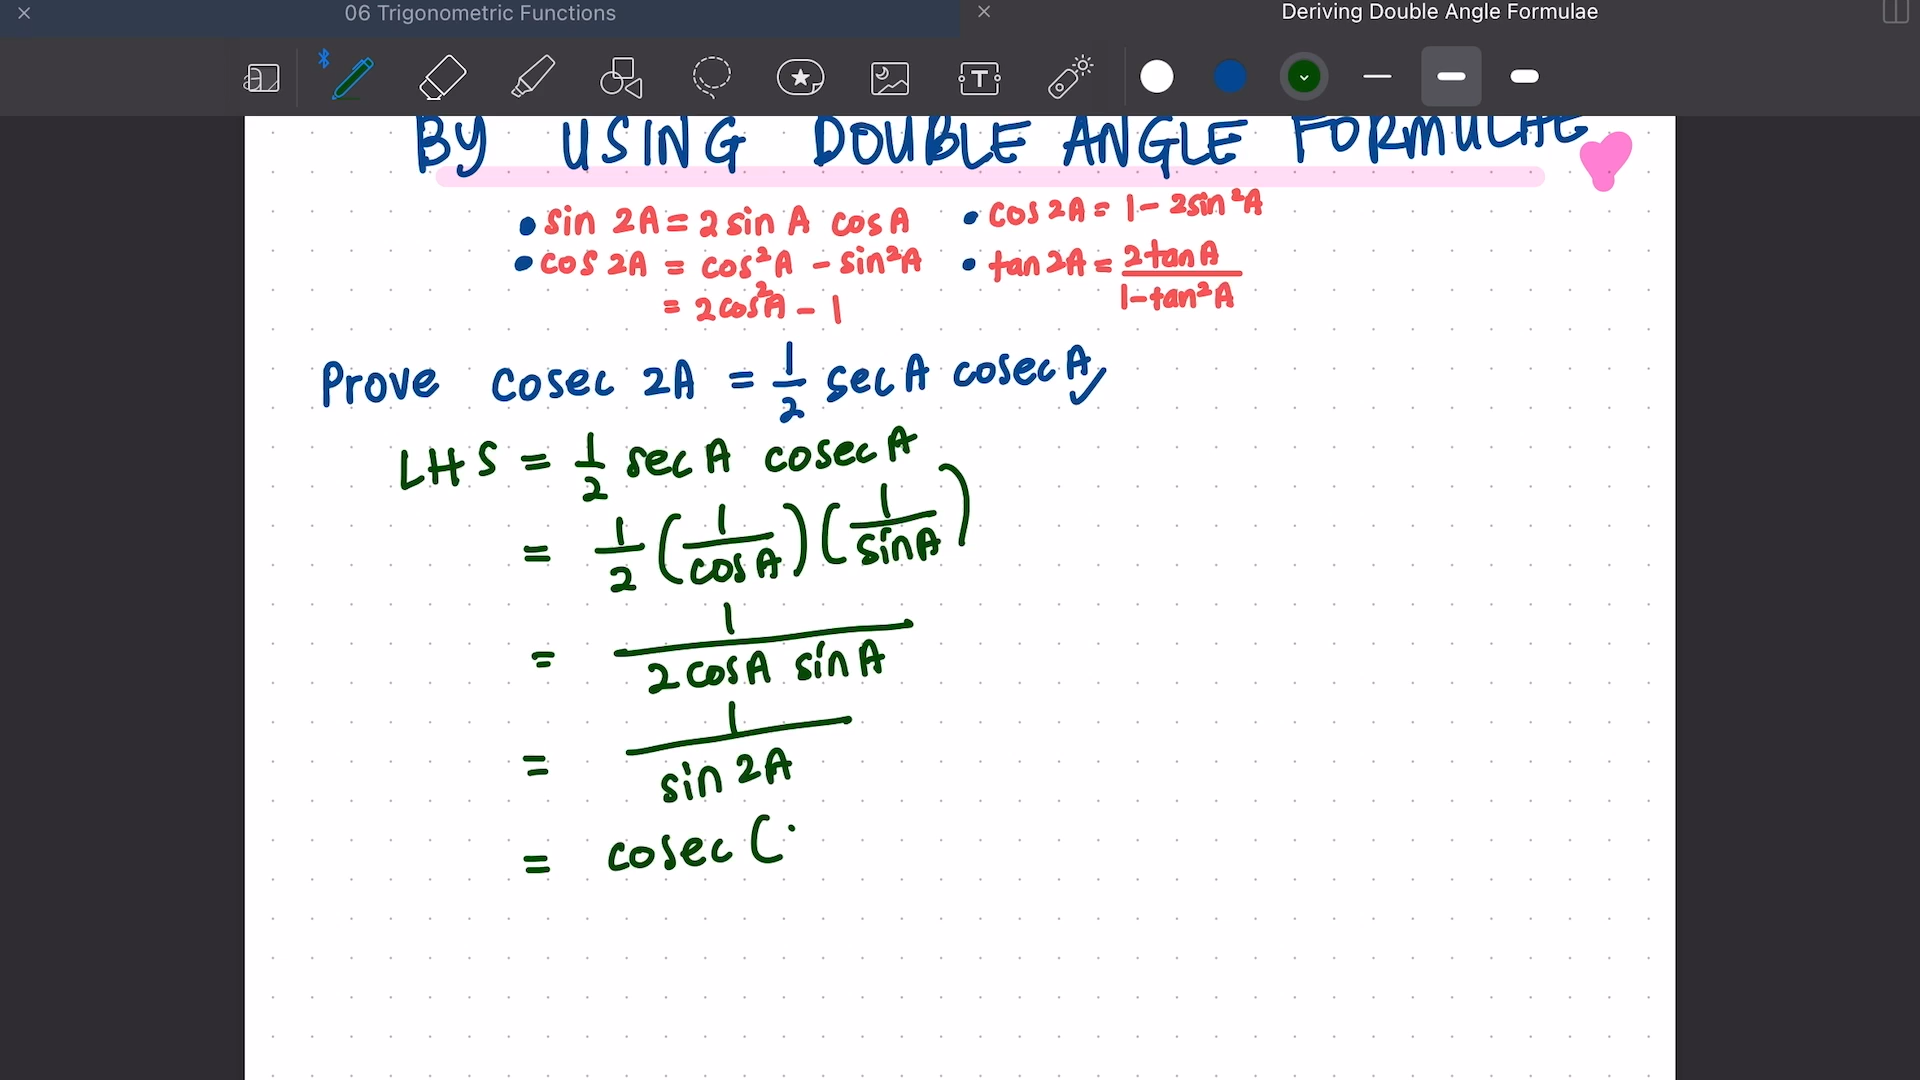 06 Trigonometric Functions
Deriving Double Angle Formulae
BY USING DOUBLE ANGLE FORMULAE
• sin 2A = 2 sin A cos A
• cos 2A = cos²A - sin²A
= 2cos²A - 1
• cos 2A = 1 - 2sin²A
• tan 2A = 2tan A / 1-tan²A
Prove cosec 2A = 1/2 sec A cosec A
LHS = 1/2 sec A cosec A
= 1/2 (1/cos A) (1/sin A)
= 1/2 cos A sin A
= 1/sin 2A
= cosec (